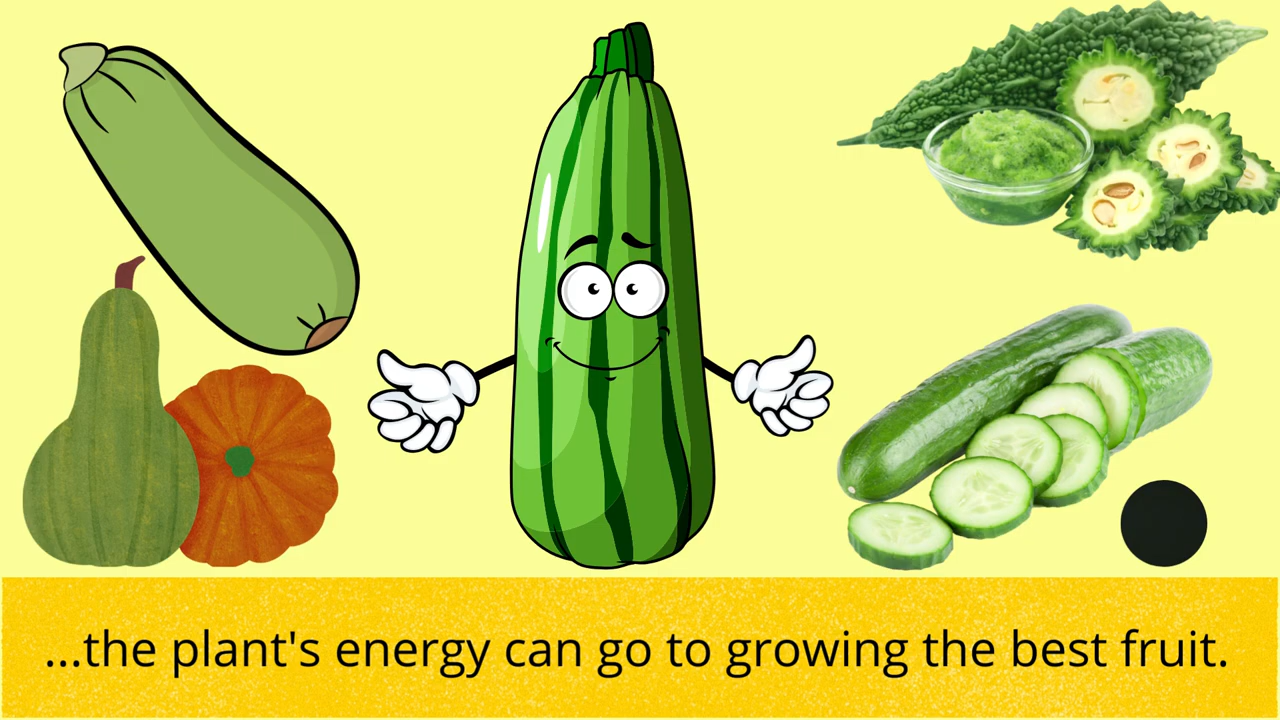 ...the plant's energy can go to growing the best fruit.